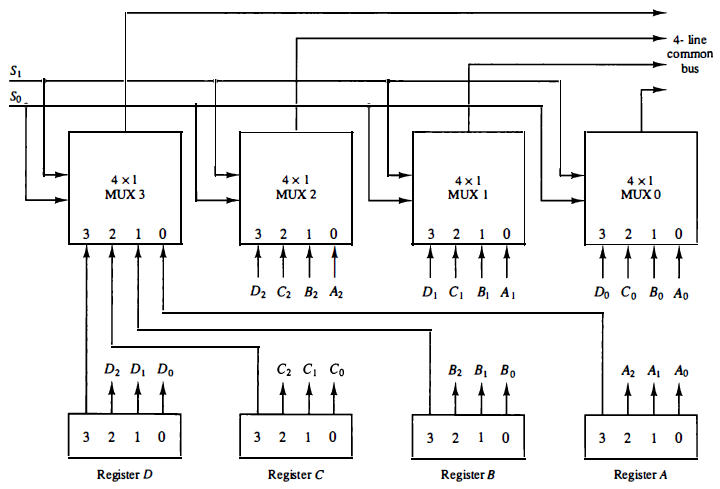 4- line
common
bus
S₁
S₀
4 × 1
MUX 3
4 × 1
MUX 2
4 × 1
MUX 1
4 × 1
MUX 0
3 2 1 0
3 2 1 0
3 2 1 0
3 2 1 0
D₂ C₂ B₂ A₂
D₁ C₁ B₁ A₁
D₀ C₀ B₀ A₀
D₂ D₁ D₀
C₂ C₁ C₀
B₂ B₁ B₀
A₂ A₁ A₀
3 2 1 0
3 2 1 0
3 2 1 0
3 2 1 0
Register D
Register C
Register B
Register A